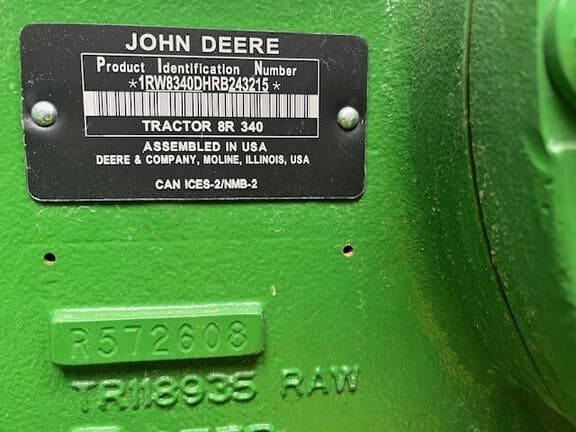 JOHN DEERE
Product Identification Number
*1RW8340DHRB243215*
TRACTOR 8R 340
ASSEMBLED IN USA
DEERE & COMPANY, MOLINE, ILLINOIS, USA
CAN ICES-2/NMB-2
R572608
TR118935 RAW